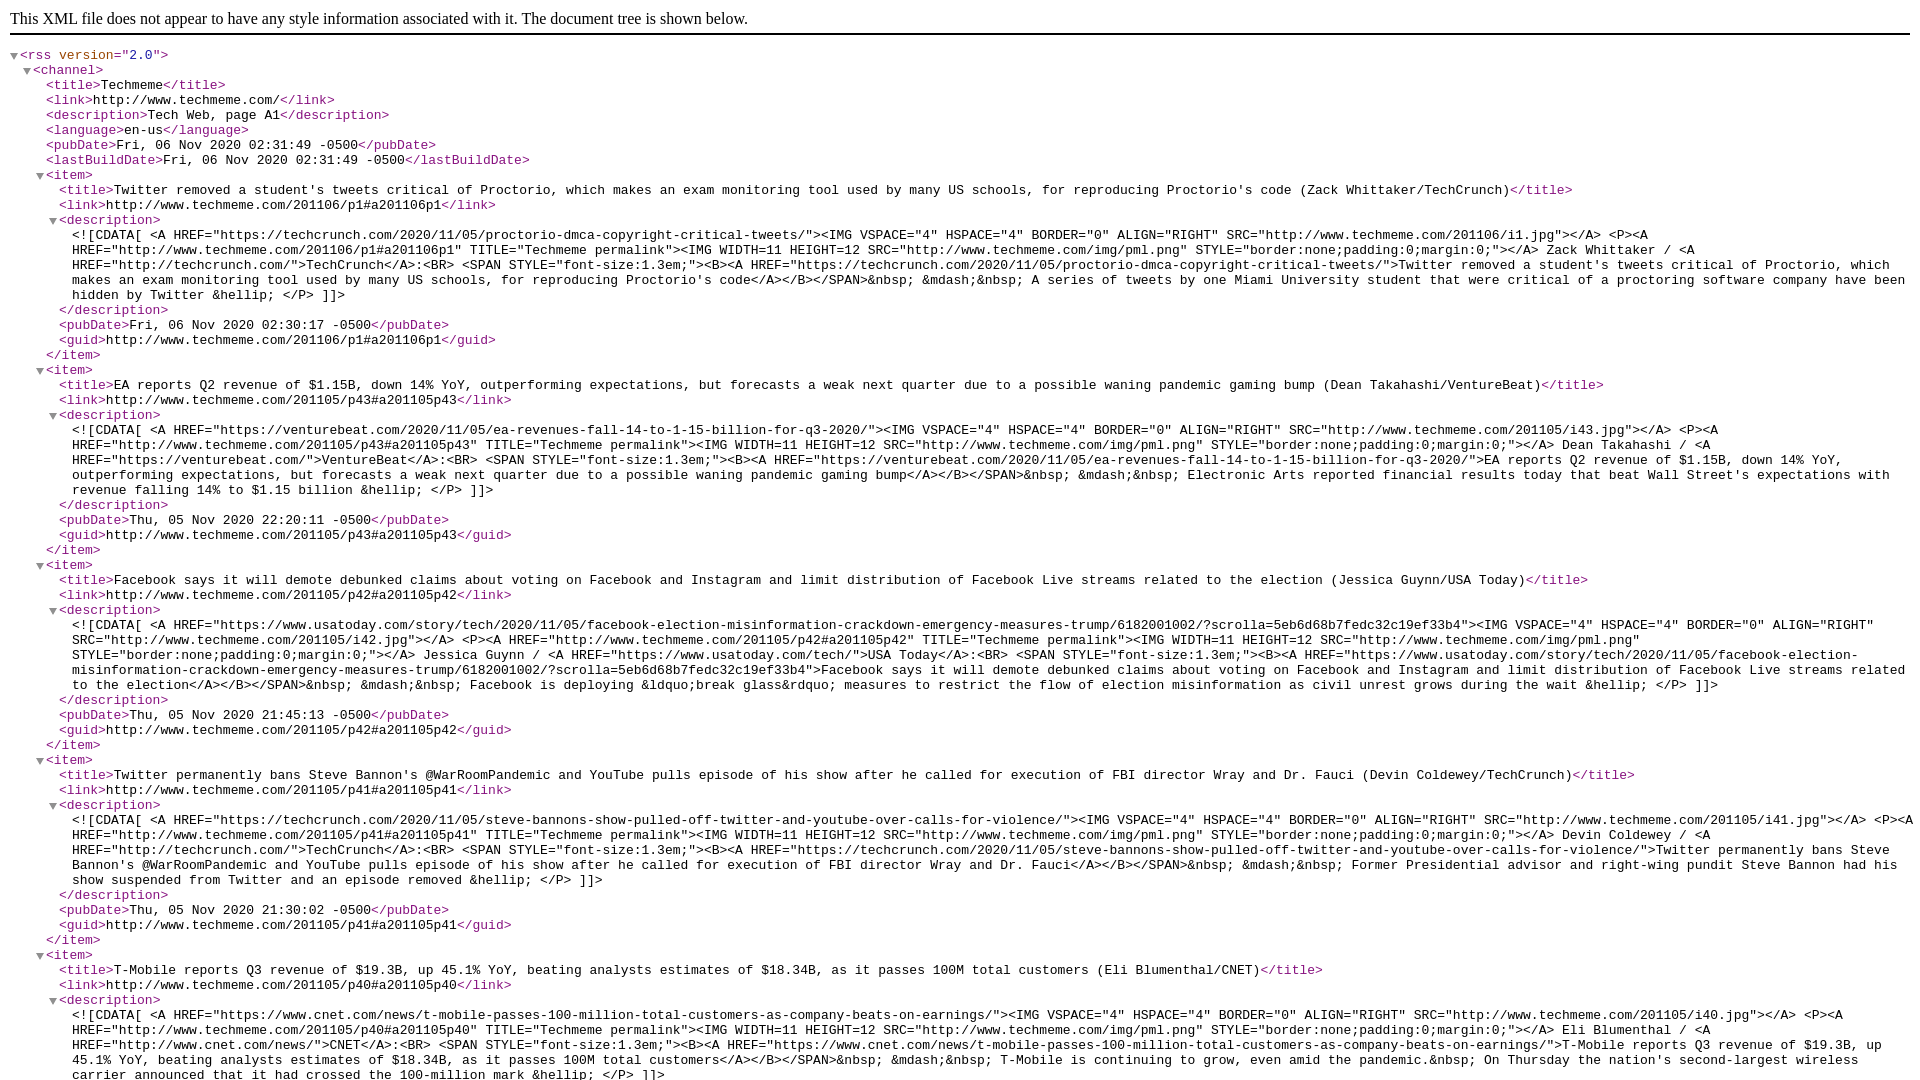 This XML file does not appear to have any style information associated with it. The document tree is shown below.
<rss version="2.0">
<channel>
<title>Techmeme</title>
<link>http://www.techmeme.com/</link>
<description>Tech Web, page A1</description>
<language>en-us</language>
<pubDate>Fri, 06 Nov 2020 02:31:49 -0500</pubDate>
<lastBuildDate>Fri, 06 Nov 2020 02:31:49 -0500</lastBuildDate>
<item>
<title>Twitter removed a student's tweets critical of Proctorio, which makes an exam monitoring tool used by many US schools, for reproducing Proctorio's code (Zack Whittaker/TechCrunch)</title>
<link>http://www.techmeme.com/201106/p1#a201106p1</link>
<description>
<![CDATA[ <A HREF="https://techcrunch.com/2020/11/05/proctorio-dmca-copyright-critical-tweets/"><IMG VSPACE="4" HSPACE="4" BORDER="0" ALIGN="RIGHT" SRC="http://www.techmeme.com/201106/i1.jpg"></A> <P><A
HREF="http://www.techmeme.com/201106/p1#a201106p1" TITLE="Techmeme permalink"><IMG WIDTH=11 HEIGHT=12 SRC="http://www.techmeme.com/img/pml.png" STYLE="border:none;padding:0;margin:0;"></A> Zack Whittaker / <A
HREF="http://techcrunch.com/">TechCrunch</A>:<BR> <SPAN STYLE="font-size:1.3em;"><B><A HREF="https://techcrunch.com/2020/11/05/proctorio-dmca-copyright-critical-tweets/">Twitter removed a student's tweets critical of Proctorio, which
makes an exam monitoring tool used by many US schools, for reproducing Proctorio's code</A></B></SPAN>&nbsp; &mdash;&nbsp; A series of tweets by one Miami University student that were critical of a proctoring software company have been
hidden by Twitter &hellip; </P> ]]>
</description>
<pubDate>Fri, 06 Nov 2020 02:30:17 -0500</pubDate>
<guid>http://www.techmeme.com/201106/p1#a201106p1</guid>
</item>
<item>
<title>EA reports Q2 revenue of $1.15B, down 14% YoY, outperforming expectations, but forecasts a weak next quarter due to a possible waning pandemic gaming bump (Dean Takahashi/VentureBeat)</title>
<link>http://www.techmeme.com/201105/p43#a201105p43</link>
<description>
<![CDATA[ <A HREF="https://venturebeat.com/2020/11/05/ea-revenues-fall-14-to-1-15-billion-for-q3-2020/"><IMG VSPACE="4" HSPACE="4" BORDER="0" ALIGN="RIGHT" SRC="http://www.techmeme.com/201105/i43.jpg"></A> <P><A
HREF="http://www.techmeme.com/201105/p43#a201105p43" TITLE="Techmeme permalink"><IMG WIDTH=11 HEIGHT=12 SRC="http://www.techmeme.com/img/pml.png" STYLE="border:none;padding:0;margin:0;"></A> Dean Takahashi / <A
HREF="https://venturebeat.com/">VentureBeat</A>:<BR> <SPAN STYLE="font-size:1.3em;"><B><A HREF="https://venturebeat.com/2020/11/05/ea-revenues-fall-14-to-1-15-billion-for-q3-2020/">EA reports Q2 revenue of $1.15B, down 14% YoY,
outperforming expectations, but forecasts a weak next quarter due to a possible waning pandemic gaming bump</A></B></SPAN>&nbsp; &mdash;&nbsp; Electronic Arts reported financial results today that beat Wall Street's expectations with
revenue falling 14% to $1.15 billion &hellip; </P> ]]>
</description>
<pubDate>Thu, 05 Nov 2020 22:20:11 -0500</pubDate>
<guid>http://www.techmeme.com/201105/p43#a201105p43</guid>
</item>
<item>
<title>Facebook says it will demote debunked claims about voting on Facebook and Instagram and limit distribution of Facebook Live streams related to the election (Jessica Guynn/USA Today)</title>
<link>http://www.techmeme.com/201105/p42#a201105p42</link>
<description>
<![CDATA[ <A HREF="https://www.usatoday.com/story/tech/2020/11/05/facebook-election-misinformation-crackdown-emergency-measures-trump/6182001002/?scrolla=5eb6d68b7fedc32c19ef33b4"><IMG VSPACE="4" HSPACE="4" BORDER="0" ALIGN="RIGHT"
SRC="http://www.techmeme.com/201105/i42.jpg"></A> <P><A HREF="http://www.techmeme.com/201105/p42#a201105p42" TITLE="Techmeme permalink"><IMG WIDTH=11 HEIGHT=12 SRC="http://www.techmeme.com/img/pml.png"
STYLE="border:none;padding:0;margin:0;"></A> Jessica Guynn / <A HREF="https://www.usatoday.com/tech/">USA Today</A>:<BR> <SPAN STYLE="font-size:1.3em;"><B><A HREF="https://www.usatoday.com/story/tech/2020/11/05/facebook-election-
misinformation-crackdown-emergency-measures-trump/6182001002/?scrolla=5eb6d68b7fedc32c19ef33b4">Facebook says it will demote debunked claims about voting on Facebook and Instagram and limit distribution of Facebook Live streams related
to the election</A></B></SPAN>&nbsp; &mdash;&nbsp; Facebook is deploying &ldquo;break glass&rdquo; measures to restrict the flow of election misinformation as civil unrest grows during the wait &hellip; </P> ]]>
</description>
<pubDate>Thu, 05 Nov 2020 21:45:13 -0500</pubDate>
<guid>http://www.techmeme.com/201105/p42#a201105p42</guid>
</item>
<item>
<title>Twitter permanently bans Steve Bannon's @WarRoomPandemic and YouTube pulls episode of his show after he called for execution of FBI director Wray and Dr. Fauci (Devin Coldewey/TechCrunch)</title>
<link>http://www.techmeme.com/201105/p41#a201105p41</link>
<description>
<![CDATA[ <A HREF="https://techcrunch.com/2020/11/05/steve-bannons-show-pulled-off-twitter-and-youtube-over-calls-for-violence/"><IMG VSPACE="4" HSPACE="4" BORDER="0" ALIGN="RIGHT" SRC="http://www.techmeme.com/201105/i41.jpg"></A> <P><A
HREF="http://www.techmeme.com/201105/p41#a201105p41" TITLE="Techmeme permalink"><IMG WIDTH=11 HEIGHT=12 SRC="http://www.techmeme.com/img/pml.png" STYLE="border:none;padding:0;margin:0;"></A> Devin Coldewey / <A
HREF="http://techcrunch.com/">TechCrunch</A>:<BR> <SPAN STYLE="font-size:1.3em;"><B><A HREF="https://techcrunch.com/2020/11/05/steve-bannons-show-pulled-off-twitter-and-youtube-over-calls-for-violence/">Twitter permanently bans Steve
Bannon's @WarRoomPandemic and YouTube pulls episode of his show after he called for execution of FBI director Wray and Dr. Fauci</A></B></SPAN>&nbsp; &mdash;&nbsp; Former Presidential advisor and right-wing pundit Steve Bannon had his
show suspended from Twitter and an episode removed &hellip; </P> ]]>
</description>
<pubDate>Thu, 05 Nov 2020 21:30:02 -0500</pubDate>
<guid>http://www.techmeme.com/201105/p41#a201105p41</guid>
</item>
<item>
<title>T-Mobile reports Q3 revenue of $19.3B, up 45.1% YoY, beating analysts estimates of $18.34B, as it passes 100M total customers (Eli Blumenthal/CNET)</title>
<link>http://www.techmeme.com/201105/p40#a201105p40</link>
<description>
<![CDATA[ <A HREF="https://www.cnet.com/news/t-mobile-passes-100-million-total-customers-as-company-beats-on-earnings/"><IMG VSPACE="4" HSPACE="4" BORDER="0" ALIGN="RIGHT" SRC="http://www.techmeme.com/201105/i40.jpg"></A> <P><A
HREF="http://www.techmeme.com/201105/p40#a201105p40" TITLE="Techmeme permalink"><IMG WIDTH=11 HEIGHT=12 SRC="http://www.techmeme.com/img/pml.png" STYLE="border:none;padding:0;margin:0;"></A> Eli Blumenthal / <A
HREF="http://www.cnet.com/news/">CNET</A>:<BR> <SPAN STYLE="font-size:1.3em;"><B><A HREF="https://www.cnet.com/news/t-mobile-passes-100-million-total-customers-as-company-beats-on-earnings/">T-Mobile reports Q3 revenue of $19.3B, up
45.1% YoY, beating analysts estimates of $18.34B, as it passes 100M total customers</A></B></SPAN>&nbsp; &mdash;&nbsp; T-Mobile is continuing to grow, even amid the pandemic.&nbsp; On Thursday the nation's second-largest wireless
carrier announced that it had crossed the 100-million mark &hellip; </P> ]]>